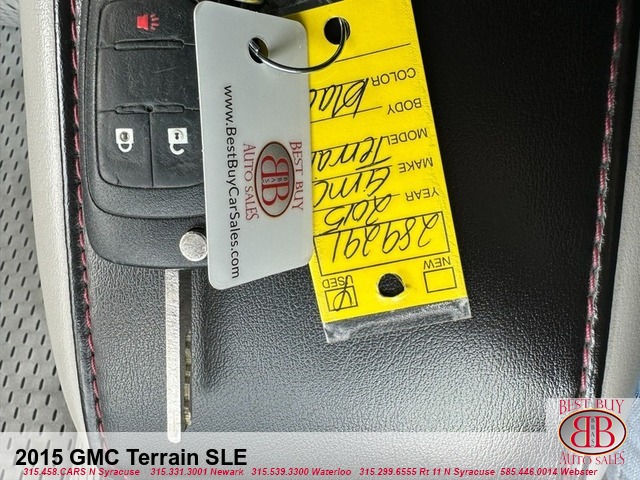 www.BestBuyCarSales.com
BEST BUY
BB
AUTO SALES
289291
YEAR 2015
MAKE GMC
MODEL Terrai
BODY
COLOR blac
NEW
USED
BEST BUY
BB
AUTO SALES
2015 GMC Terrain SLE
315.458.CARS N Syracuse 315.331.3001 Newark 315.539.3300 Waterloo 315.299.6555 Rt 11 N Syracuse 585.446.0014 Webster